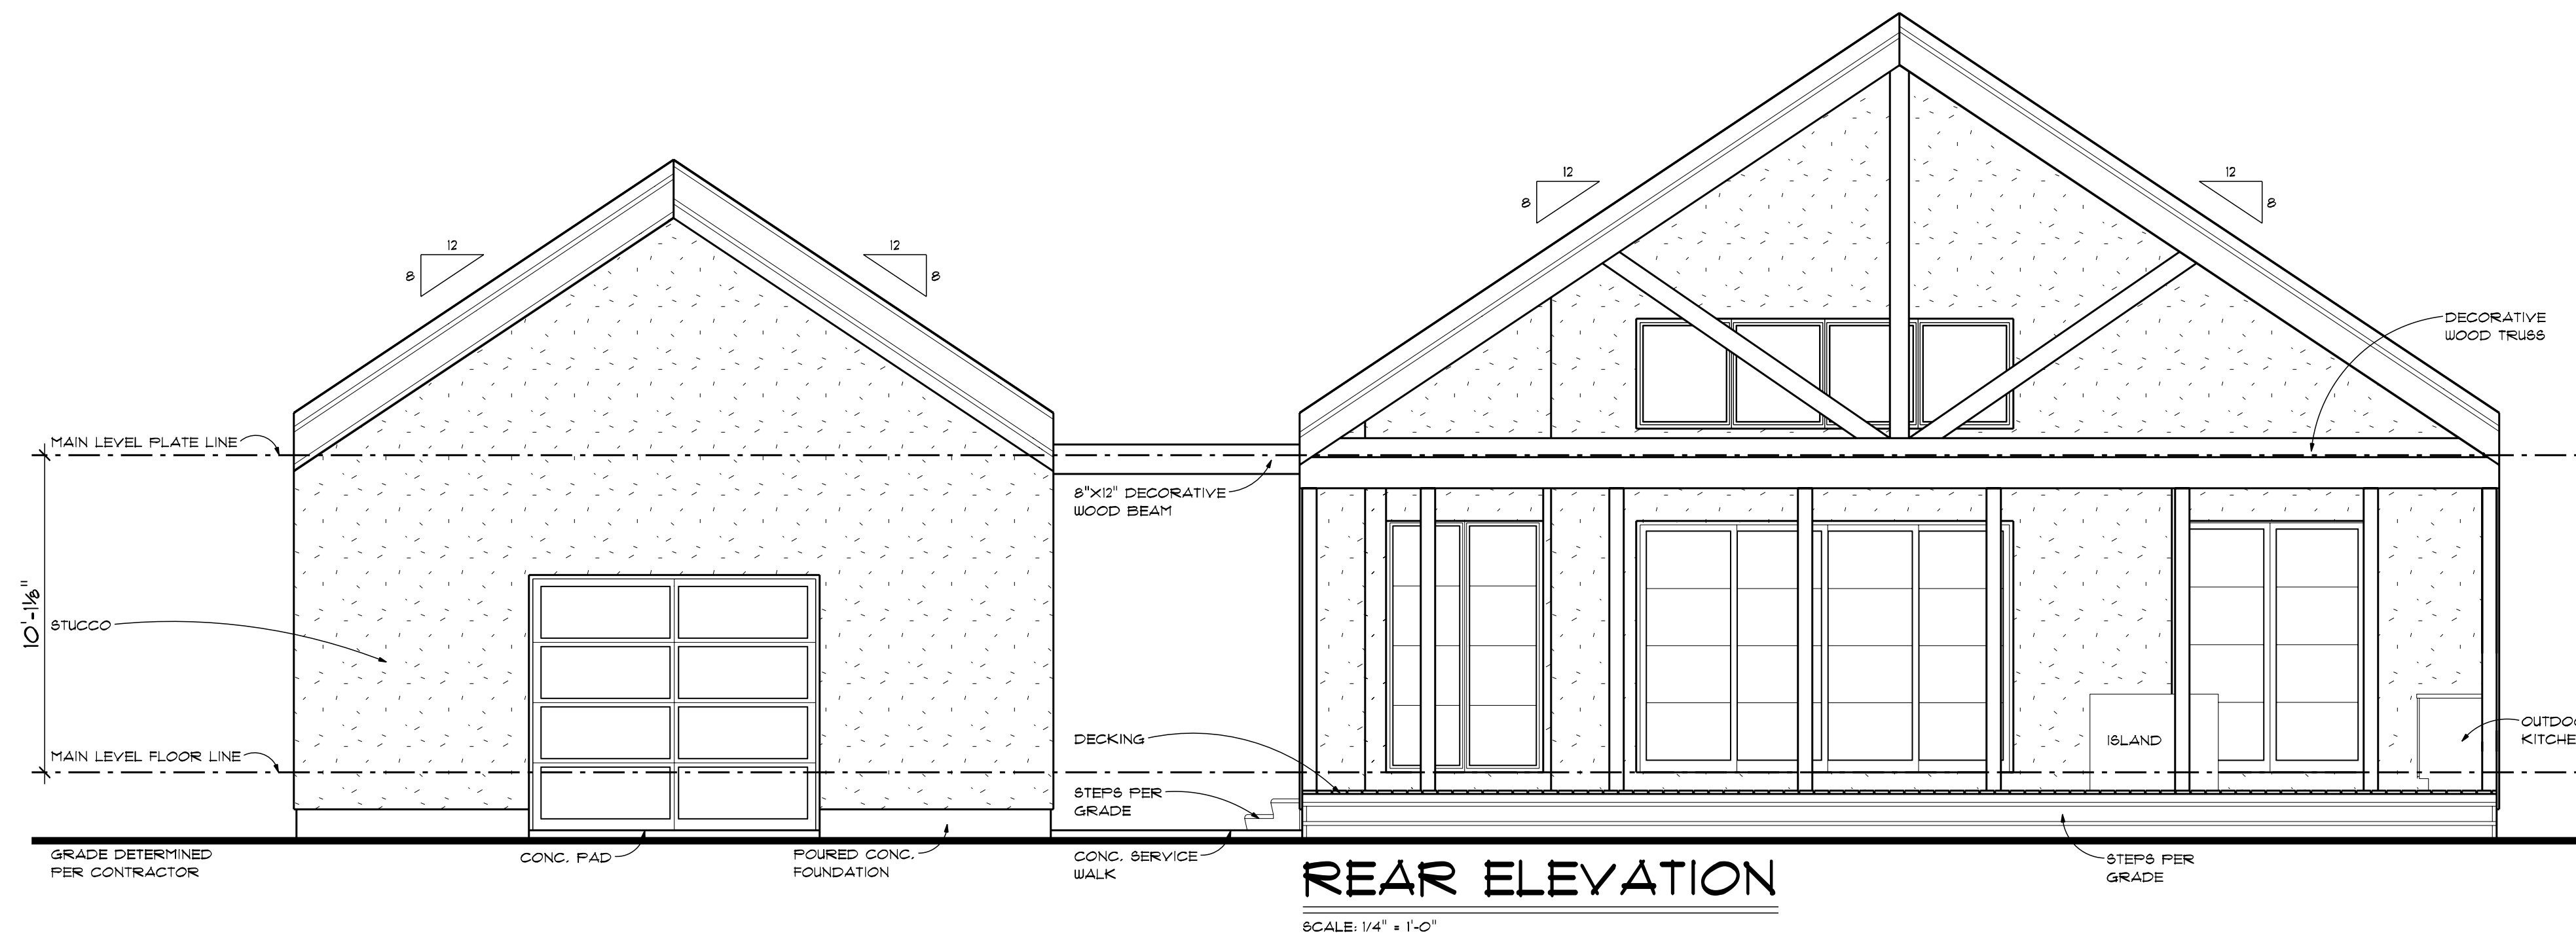 12
8
12
8
12
8
12
8
DECORATIVE
WOOD TRUSS
MAIN LEVEL PLATE LINE
8"X12" DECORATIVE
WOOD BEAM
10'-1 1/8"
STUCCO
MAIN LEVEL FLOOR LINE
DECKING
ISLAND
STEPS PER
GRADE
GRADE DETERMINED
PER CONTRACTOR
CONC. PAD
POURED CONC.
FOUNDATION
CONC. SERVICE
WALK
STEPS PER
GRADE
REAR ELEVATION
SCALE: 1/4" = 1'-0"